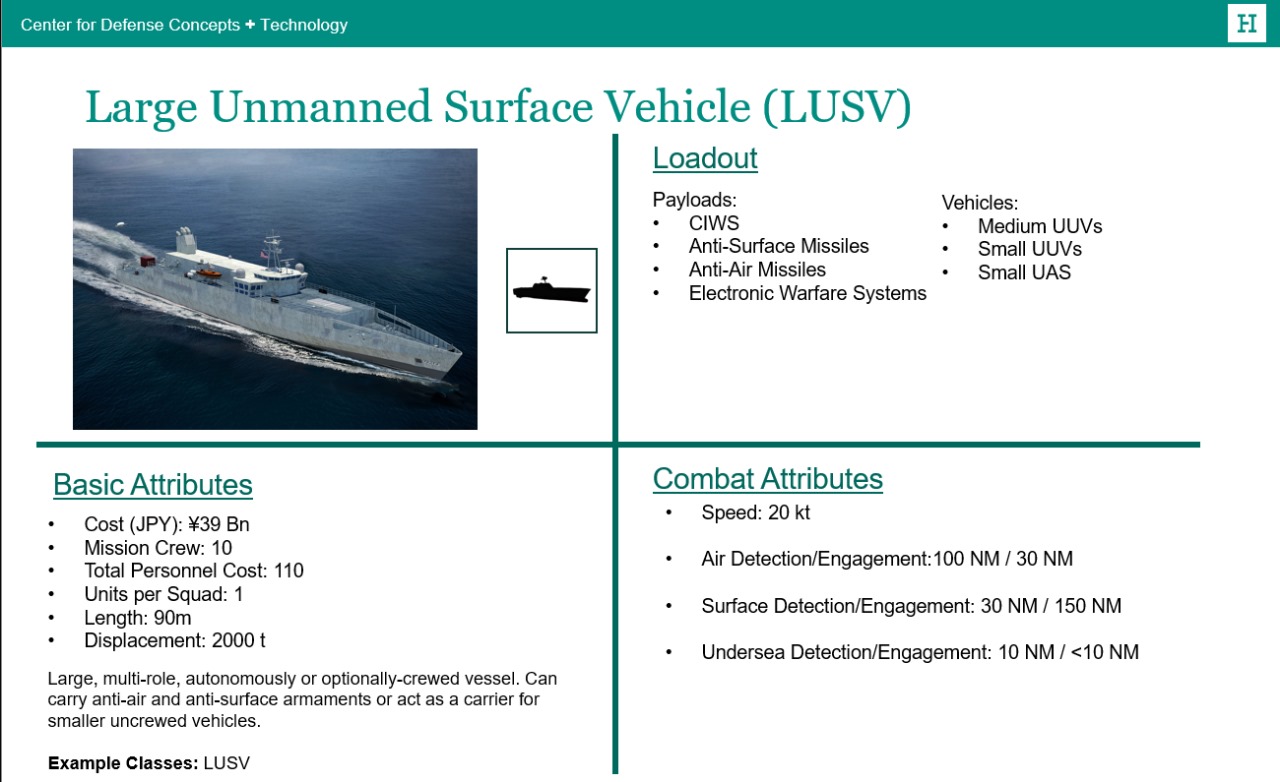 Center for Defense Concepts + Technology
H
Large Unmanned Surface Vehicle (LUSV)
Loadout
Payloads:
• CIWS
• Anti-Surface Missiles
• Anti-Air Missiles
• Electronic Warfare Systems
Vehicles:
• Medium UUVs
• Small UUVs
• Small UAS
Basic Attributes
• Cost (JPY): ¥39 Bn
• Mission Crew: 10
• Total Personnel Cost: 110
• Units per Squad: 1
• Length: 90m
• Displacement: 2000 t
Large, multi-role, autonomously or optionally-crewed vessel. Can
carry anti-air and anti-surface armaments or act as a carrier for
smaller uncrewed vehicles.
Example Classes: LUSV
Combat Attributes
• Speed: 20 kt
• Air Detection/Engagement:100 NM / 30 NM
• Surface Detection/Engagement: 30 NM / 150 NM
• Undersea Detection/Engagement: 10 NM / <10 NM